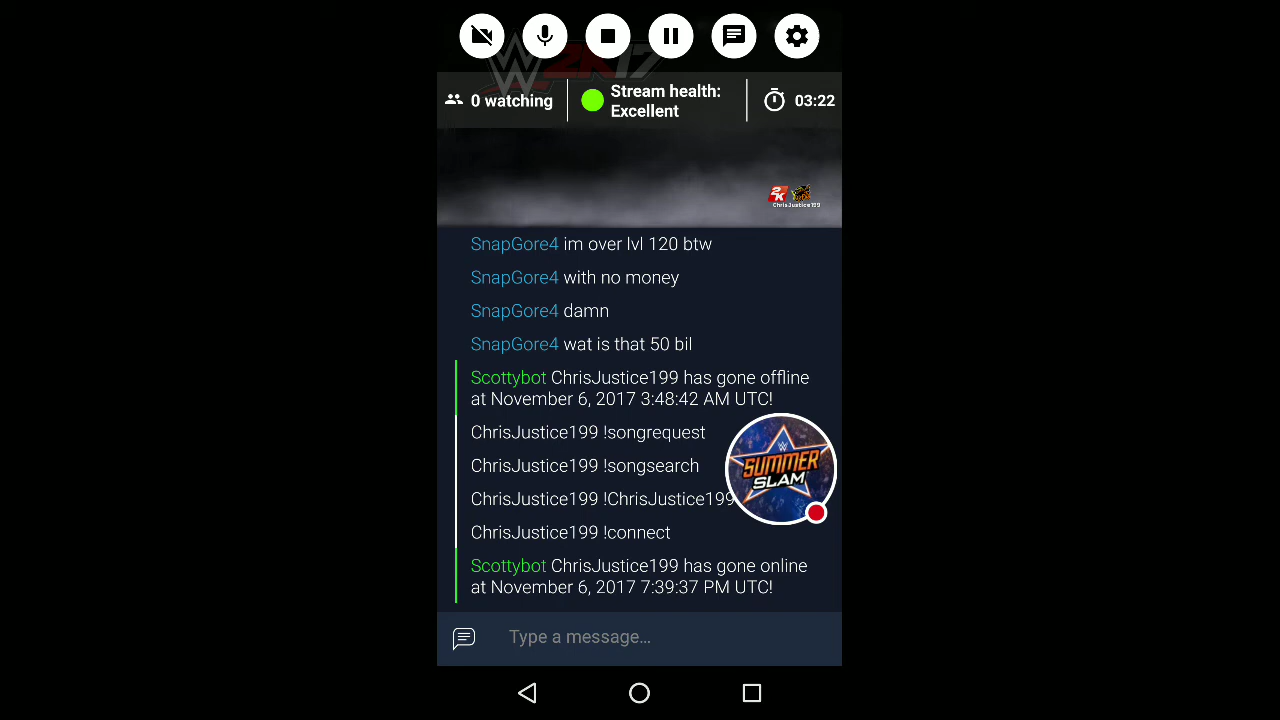 W2K17
0 watching
Stream health:
Excellent
03:22
2K
ChrisJustice199
SnapGore4 im over lvl 120 btw
SnapGore4 with no money
SnapGore4 damn
SnapGore4 wat is that 50 bil
Scottybot ChrisJustice199 has gone offline
at November 6, 2017 3:48:42 AM UTC!
ChrisJustice199 !songrequest
ChrisJustice199 !songsearch
ChrisJustice199 !ChrisJustice199
ChrisJustice199 !connect
SUMMER
SLAM
Scottybot ChrisJustice199 has gone online
at November 6, 2017 7:39:37 PM UTC!
Type a message...